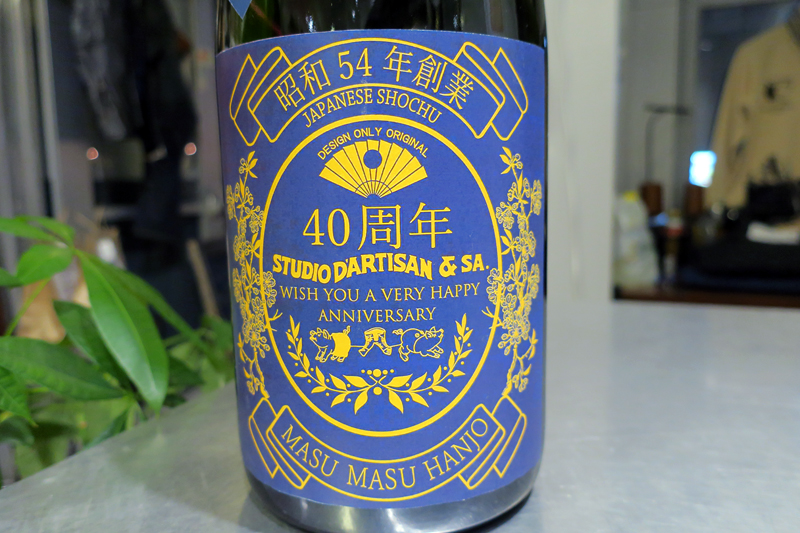 昭和54年創業
JAPANESE SHOCHU
DESIGN ONLY ORIGINAL
40周年
STUDIO D'ARTISAN & SA.
WISH YOU A VERY HAPPY
ANNIVERSARY
MASU MASU HANJO